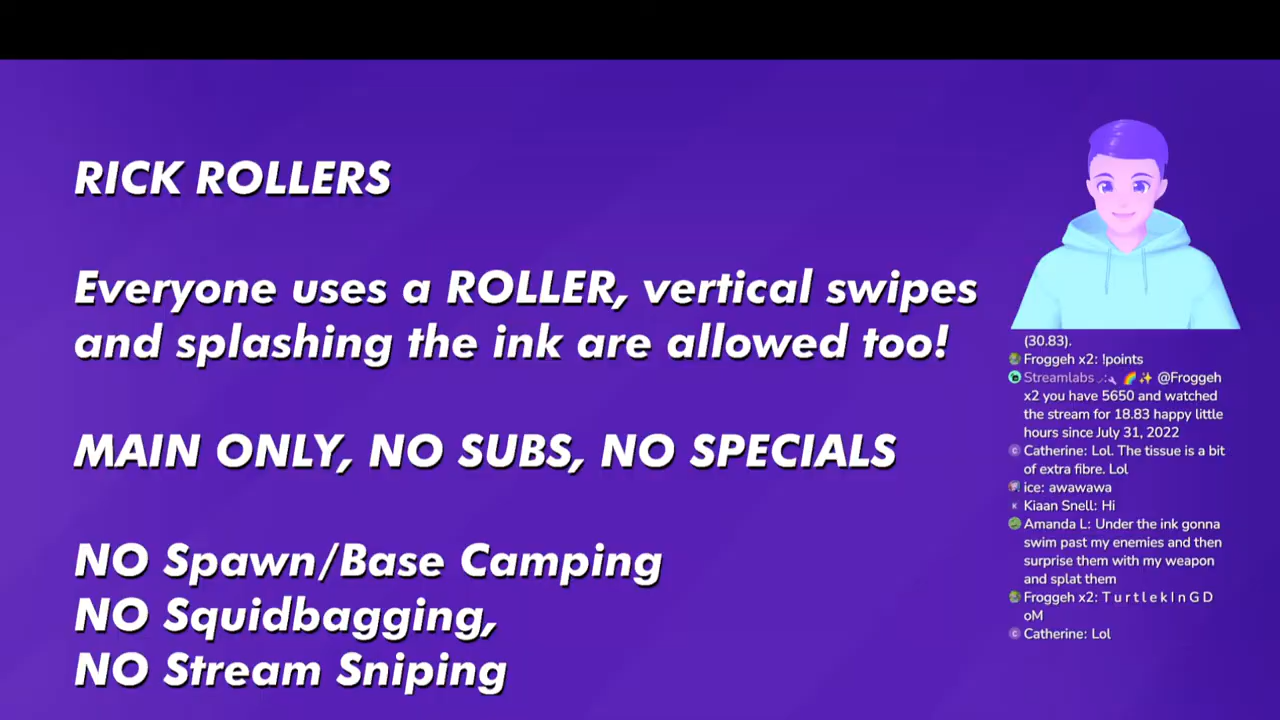 RICK ROLLERS
Everyone uses a ROLLER, vertical swipes
and splashing the ink are allowed too!
MAIN ONLY, NO SUBS, NO SPECIALS
NO Spawn/Base Camping
NO Squidbagging,
NO Stream Sniping
(30.83).
Froggeh x2: !points
Streamlabs 🌈✨ @Froggeh
x2 you have 5650 and watched
the stream for 18.83 happy little
hours since July 31, 2022
Catherine: Lol. The tissue is a bit
of extra fibre. Lol
ice: awawawa
K Kiaan Snell: Hi
Amanda L: Under the ink gonna
swim past my enemies and then
surprise them with my weapon
and splat them
Froggeh x2: T u r t l e k I n G D
oM
C Catherine: Lol